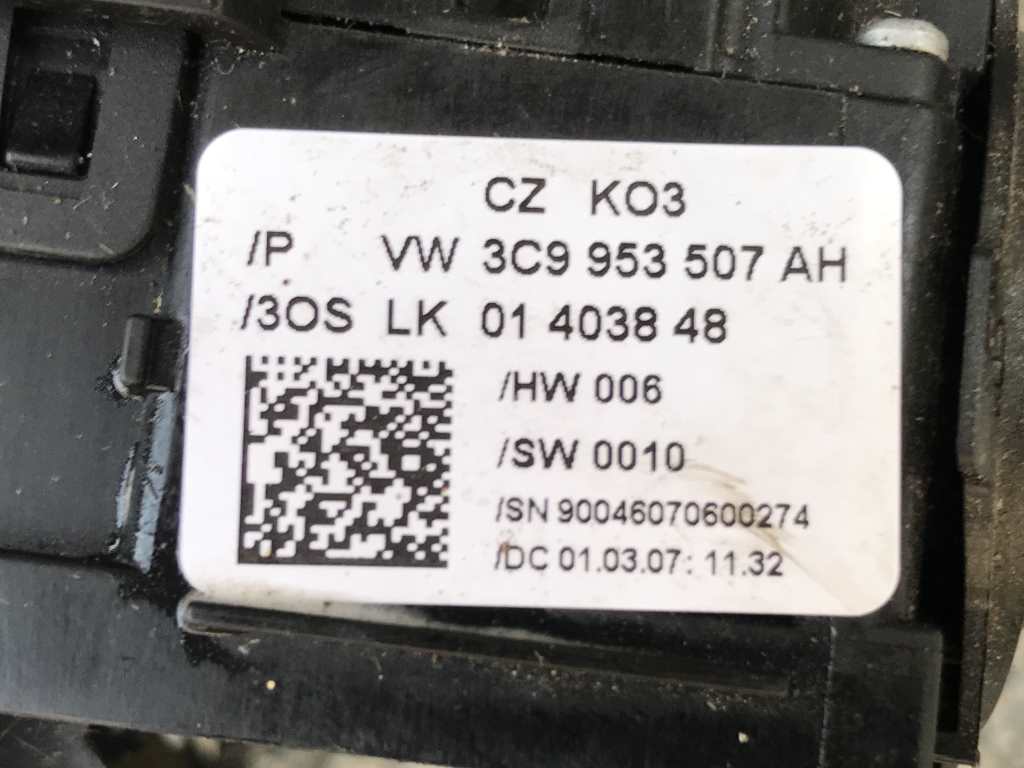 CZ KO3
/P VW 3C9 953 507 AH
/3OS LK 01 4038 48
/HW 006
/SW 0010
/SN 90046070600274
/DC 01.03.07: 11.32